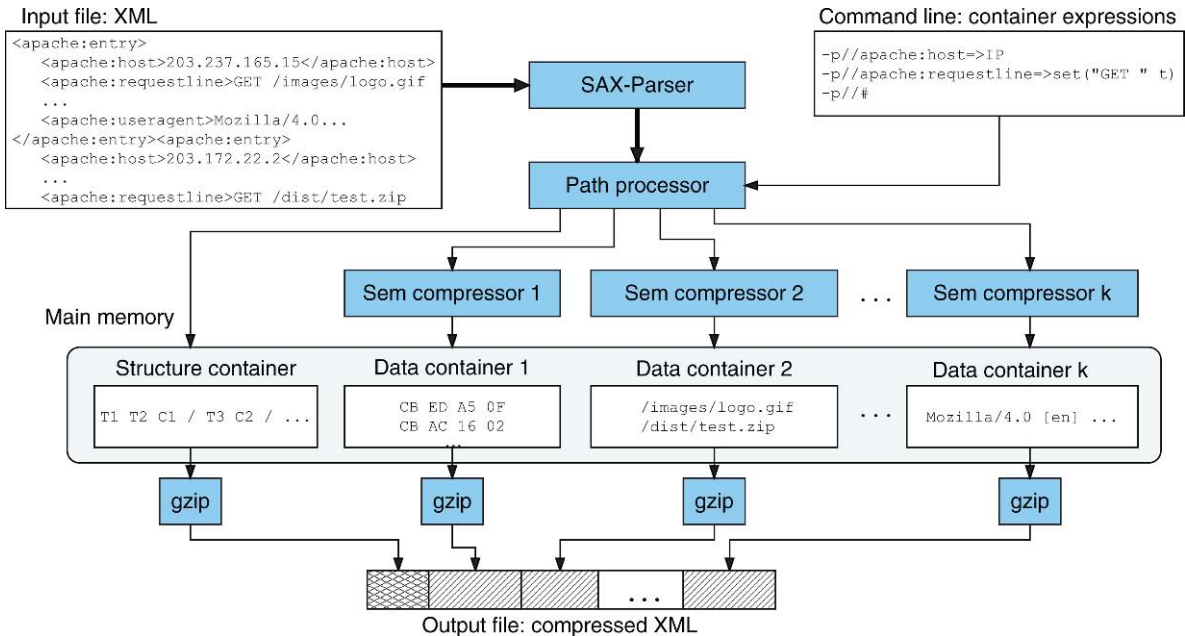 Input file: XML
<apache:entry>
<apache:host>203.237.165.15</apache:host>
<apache:requestline>GET /images/logo.gif
...
<apache:useragent>Mozilla/4.0...
</apache:entry><apache:entry>
<apache:host>203.172.22.2</apache:host>
...
<apache:requestline>GET /dist/test.zip
Command line: container expressions
-p//apache:host=>IP
-p//apache:requestline=>set("GET " t)
-p//#
SAX-Parser
Path processor
Sem compressor 1
Sem compressor 2
...
Sem compressor k
Main memory
Structure container
T1 T2 C1 / T3 C2 / ...
Data container 1
CB ED A5 0F
CB AC 16 02
...
Data container 2
/images/logo.gif
/dist/test.zip
...
Data container k
Mozilla/4.0 [en] ...
gzip
gzip
gzip
gzip
...
Output file: compressed XML